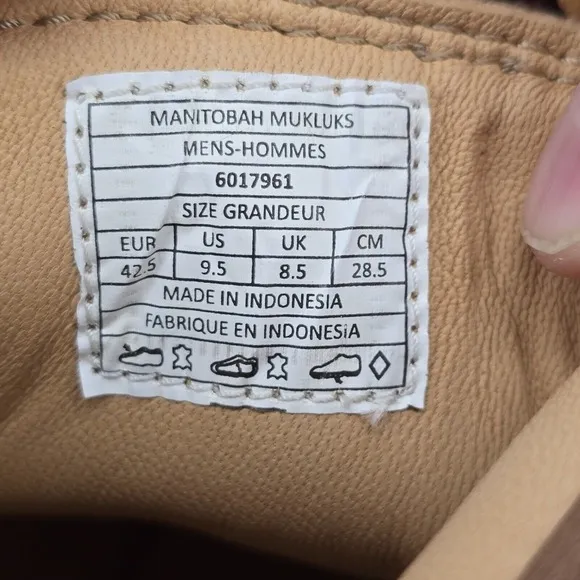 MANITOBAH MUKLUKS
MENS-HOMMES
6017961
SIZE GRANDEUR
EUR US UK CM
42.5 9.5 8.5 28.5
MADE IN INDONESIA
FABRIQUE EN INDONESiA